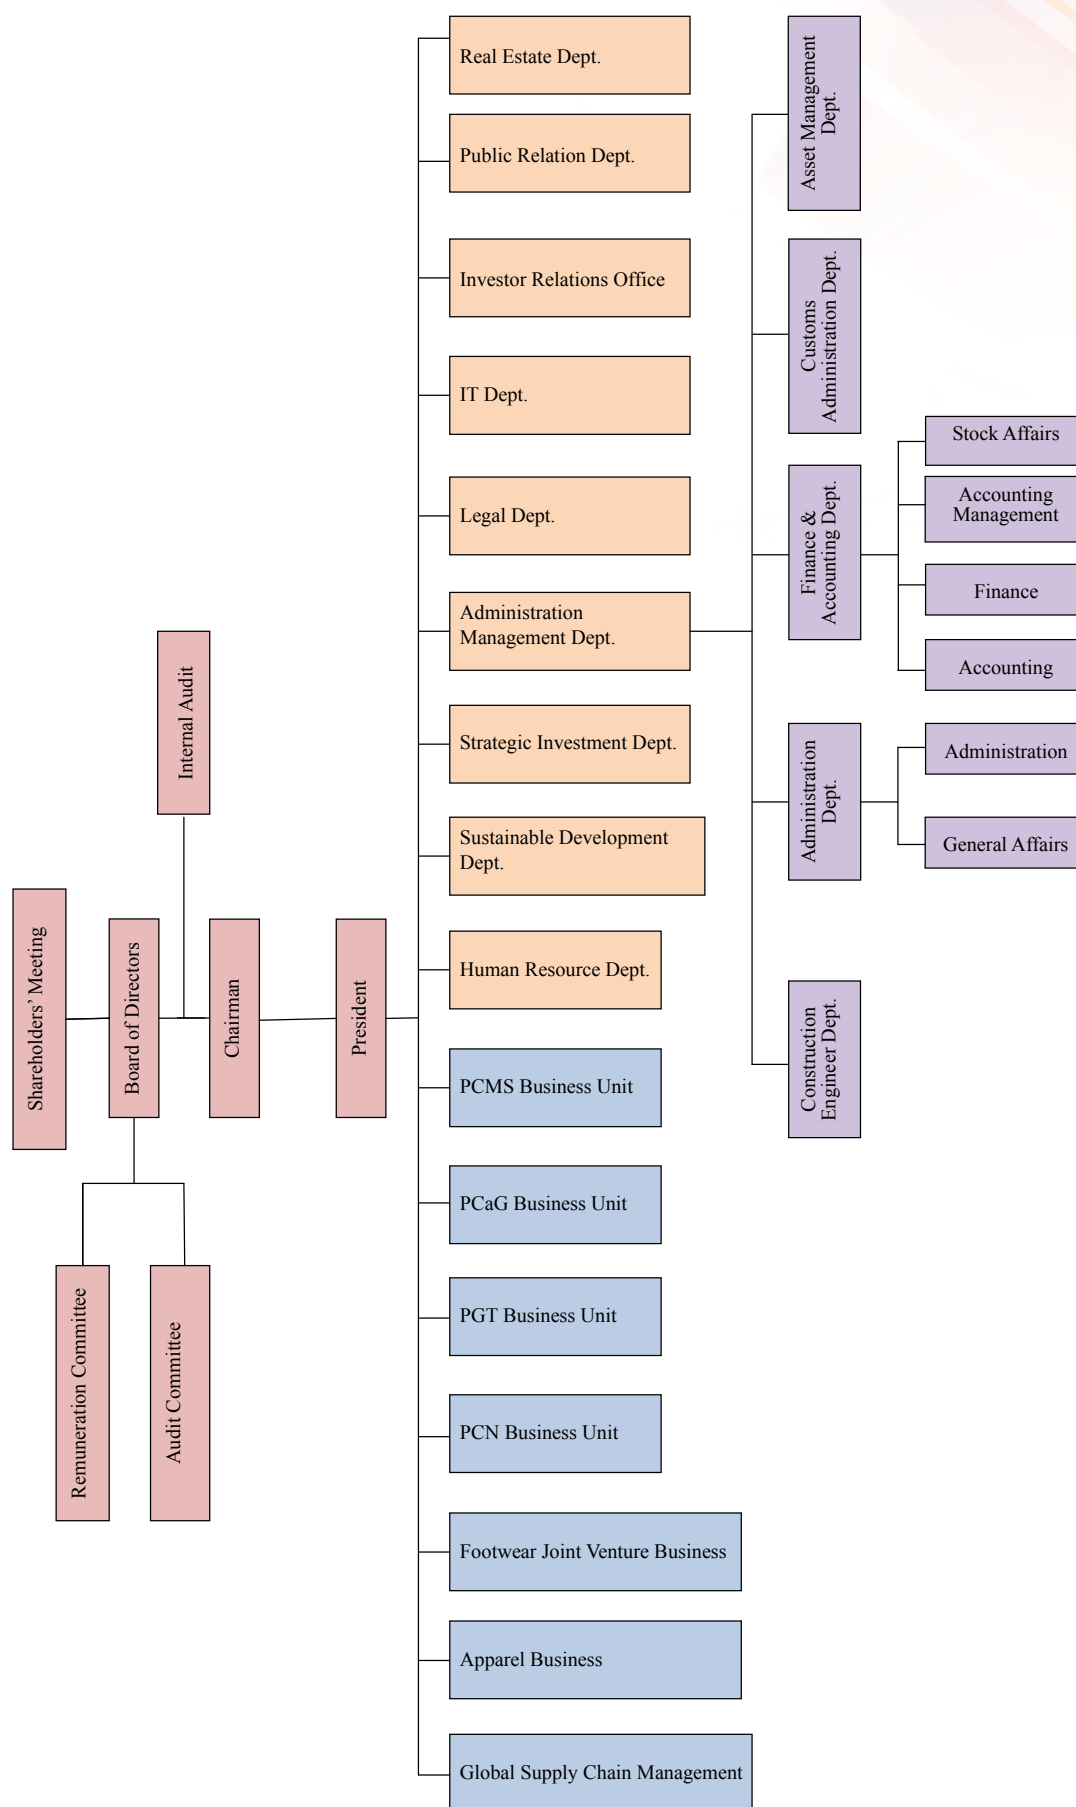 Shareholders’ Meeting
Board of Directors
Remuneration Committee
Audit Committee
Internal Audit
Chairman
President
Real Estate Dept.
Public Relation Dept.
Investor Relations Office
IT Dept.
Legal Dept.
Administration
Management Dept.
Strategic Investment Dept.
Sustainable Development
Dept.
Human Resource Dept.
PCMS Business Unit
PCaG Business Unit
PGT Business Unit
PCN Business Unit
Footwear Joint Venture Business
Apparel Business
Global Supply Chain Management
Asset Management
Dept.
Customs
Administration Dept.
Finance &
Accounting Dept.
Administration
Dept.
Construction
Engineer Dept.
Stock Affairs
Accounting
Management
Finance
Accounting
Administration
General Affairs